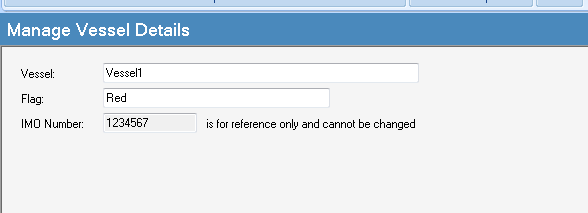 Manage Vessel Details
Vessel: Vessel1
Flag: Red
IMO Number: 1234567 is for reference only and cannot be changed